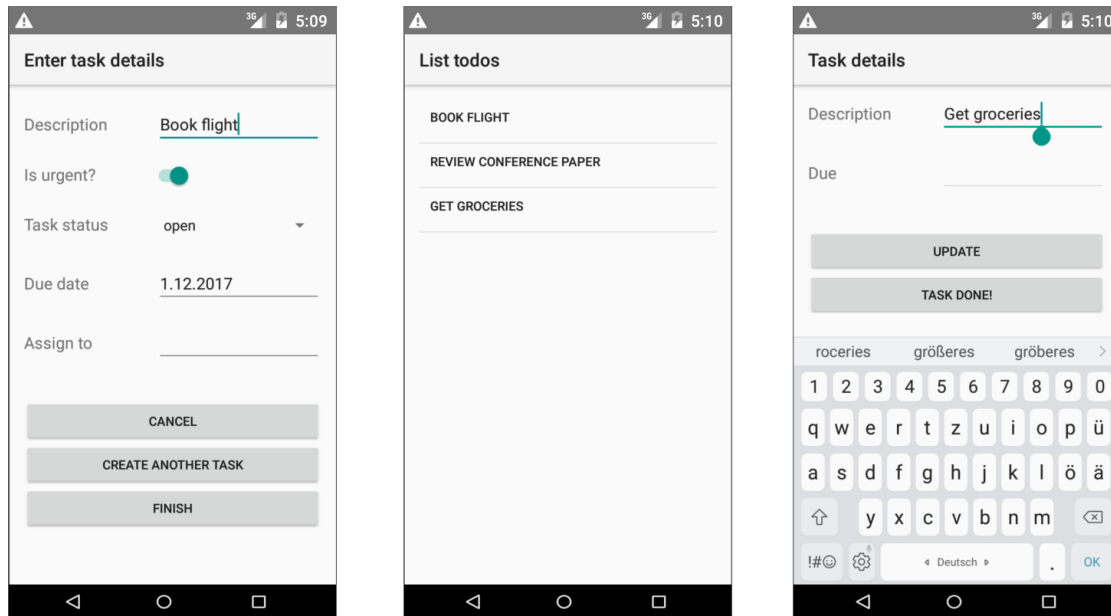 3G 5:09
Enter task details
Description Book flight
Is urgent?
Task status open
Due date 1.12.2017
Assign to
CANCEL
CREATE ANOTHER TASK
FINISH
3G 5:10
List todos
BOOK FLIGHT
REVIEW CONFERENCE PAPER
GET GROCERIES
3G 5:10
Task details
Description Get groceries
Due
UPDATE
TASK DONE!
roceries größeres gröberes >
1 2 3 4 5 6 7 8 9 0
q w e r t z u i o p ü
a s d f g h j k l ö ä
y x c v b n m
!#☺ Deutsch . OK